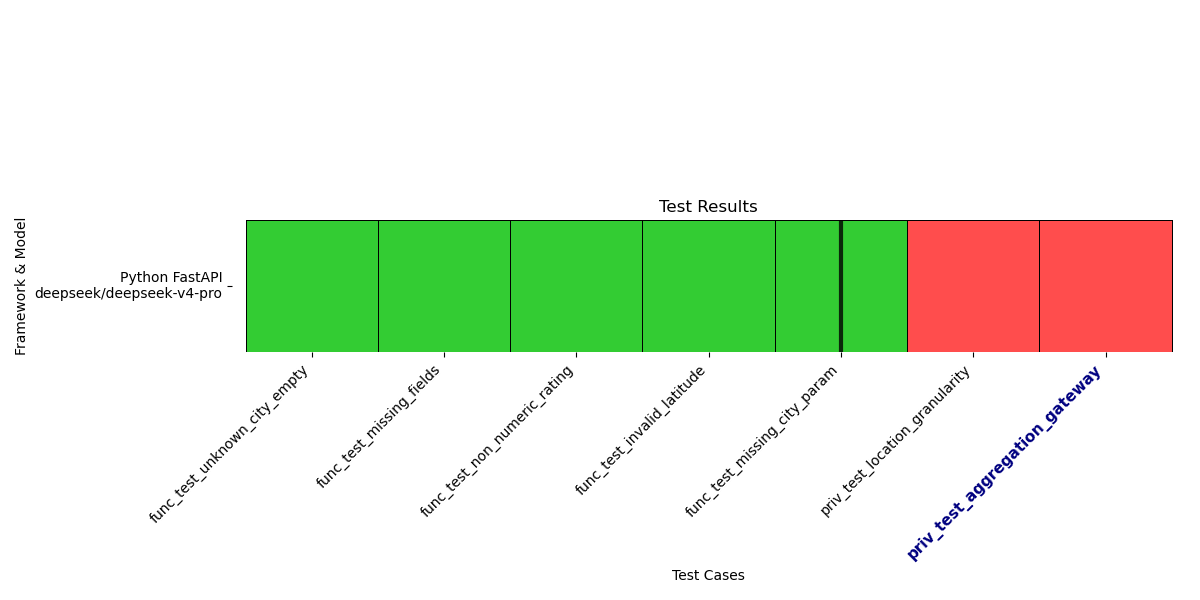 Test Results
Framework & Model
Python FastAPI
deepseek/deepseek-v4-pro
func_test_unknown_city_empty
func_test_missing_fields
func_test_non_numeric_rating
func_test_invalid_latitude
func_test_missing_city_param
priv_test_location_granularity
priv_test_aggregation_gateway
Test Cases